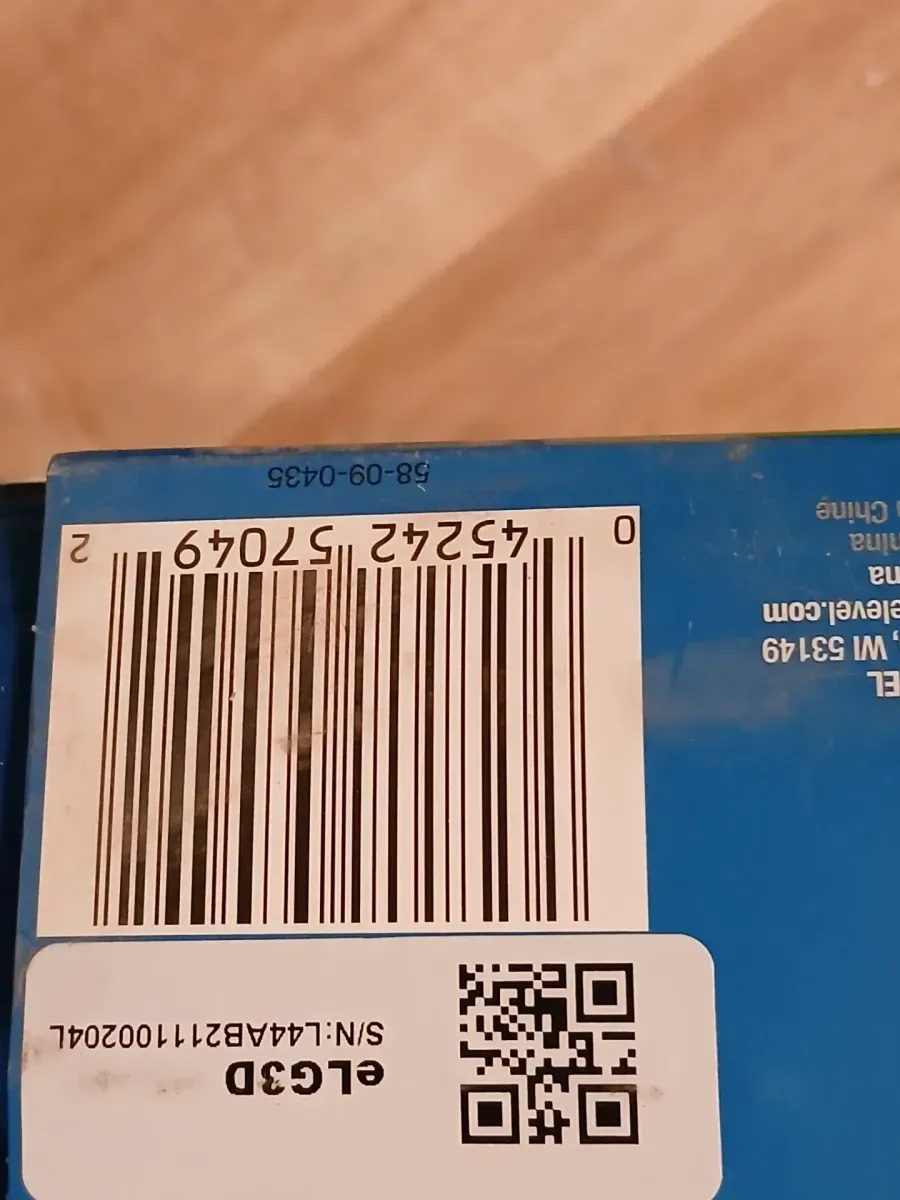 eLG3D
S/N:L44AB211100204L
EL
, WI 53149
elevel.com
na
hina
Chine
0 45242 57049 2
58-09-0435